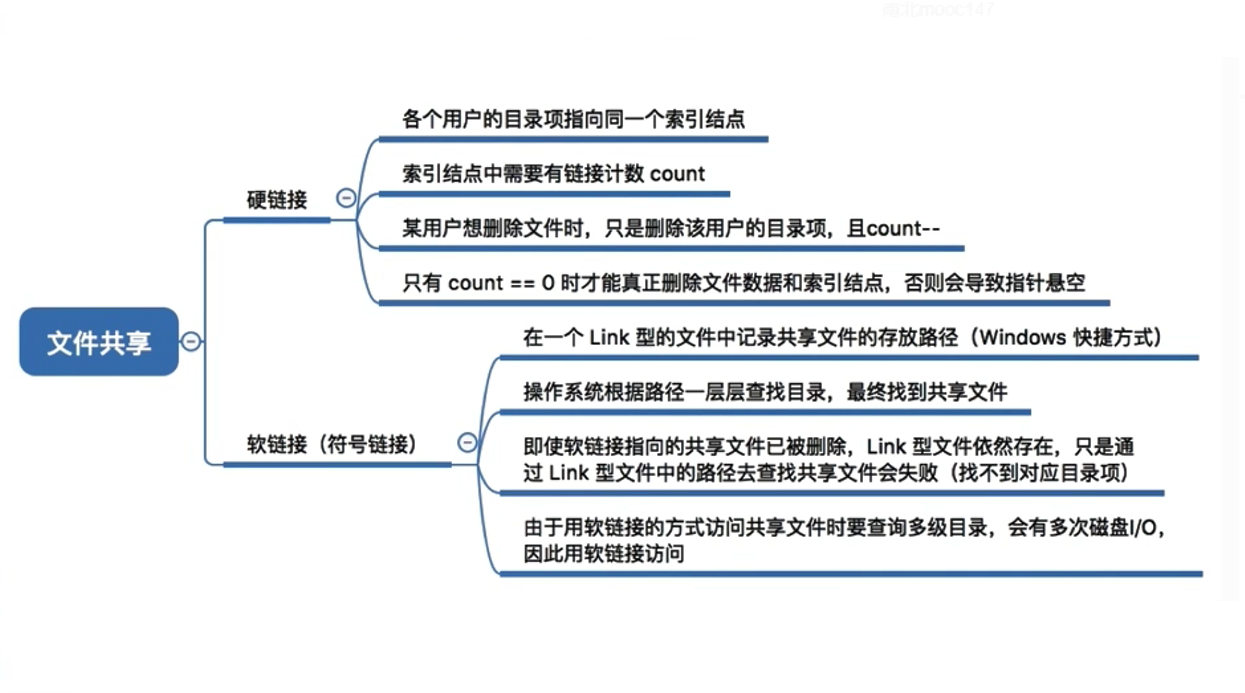 文件共享
硬链接
各个用户的目录项指向同一个索引结点
索引结点中需要有链接计数 count
某用户想删除文件时，只是删除该用户的目录项，且count--
只有 count == 0 时才能真正删除文件数据和索引结点，否则会导致指针悬空
软链接（符号链接）
在一个 Link 型的文件中记录共享文件的存放路径（Windows 快捷方式）
操作系统根据路径一层层查找目录，最终找到共享文件
即使软链接指向的共享文件已被删除，Link 型文件依然存在，只是通
过 Link 型文件中的路径去查找共享文件会失败（找不到对应目录项）
由于用软链接的方式访问共享文件时要查询多级目录，会有多次磁盘I/O，
因此用软链接访问